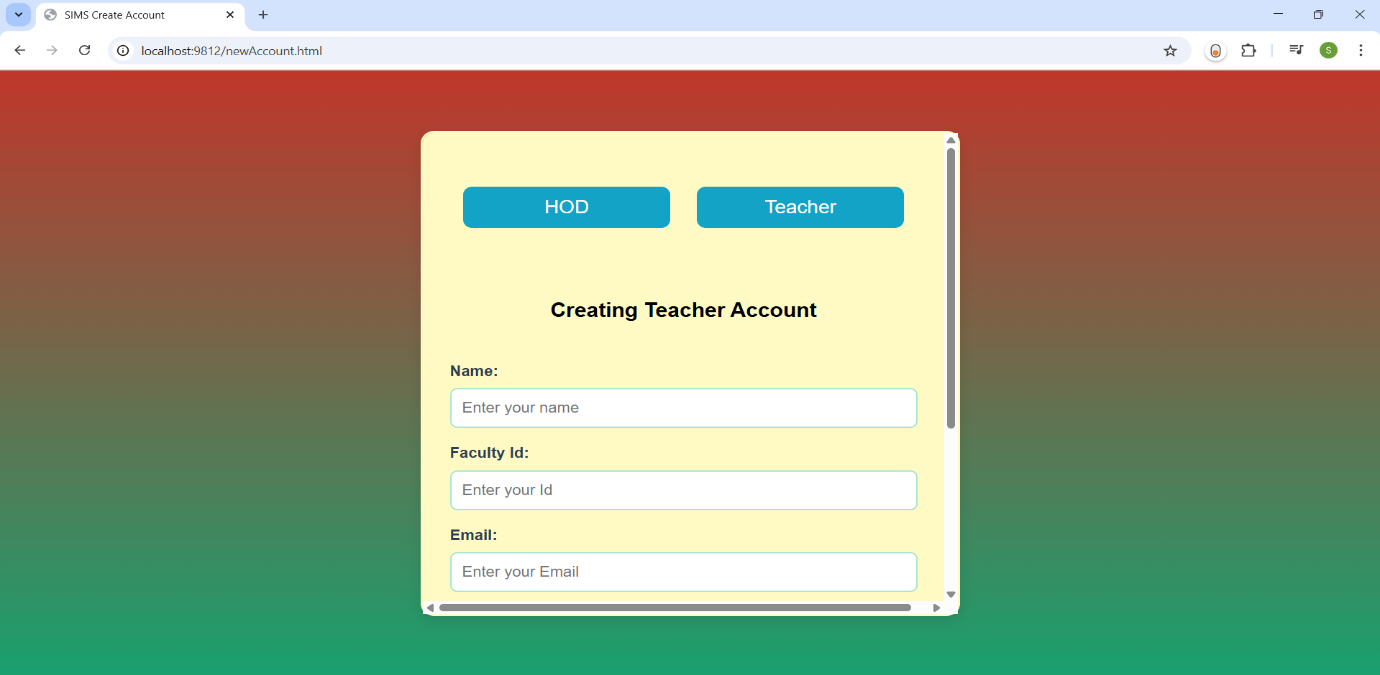 SIMS Create Account
localhost:9812/newAccount.html
S
HOD
Teacher
Creating Teacher Account
Name:
Enter your name
Faculty Id:
Enter your Id
Email:
Enter your Email